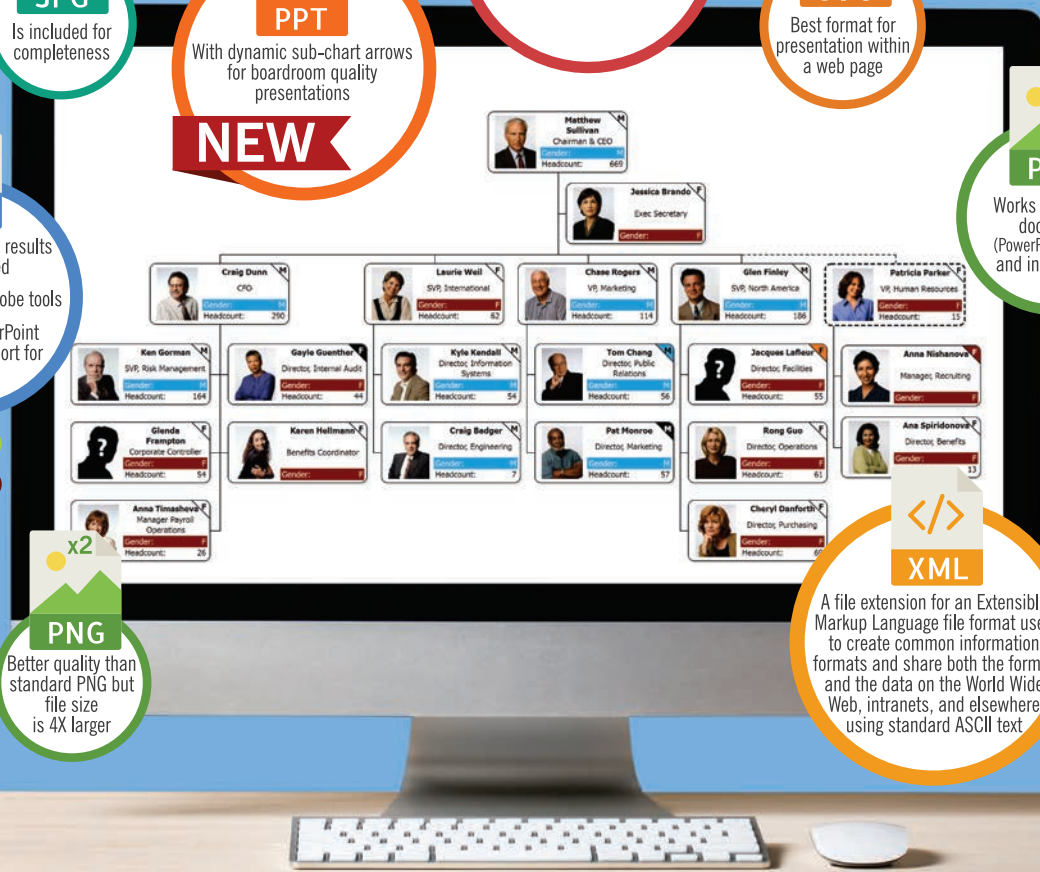 JPG
Is included for
completeness
PPT
With dynamic sub-chart arrows
for boardroom quality
presentations
NEW
Best format for
presentation within
a web page
results
PNG
x2
Better quality than
standard PNG but
file size
is 4X larger
Works
and in
XML
</>
A file extension for an
Markup Language file format
to create common information
formats and share both the
and the data on the World Wide
Web, intranets, and elsewhere
using standard ASCII text
Matthew
Sullivan
M
Chairman & CEO
Gender: M
Headcount: 669
Jessica Brando F
Exec Secretary
Gender: F
Craig Dunn M
CFO
Gender: M
Headcount: 290
Laurie Weil F
SVP, International
Gender: F
Headcount: 62
Chase Rogers M
VP, Marketing
Gender: M
Headcount: 114
Glen Finley M
SVP, North America
Gender: M
Headcount: 186
Patricia Parker F
VP, Human Resources
Gender: F
Headcount: 15
Ken Gorman M
SVP, Risk Management
Gender: M
Headcount: 164
Gayle Guenther F
Director, Internal Audit
Gender: F
Headcount: 44
Kyle Kendall M
Director, Information
Systems
Gender: M
Headcount: 54
Tom Chang M
Director, Public
Relations
Gender: M
Headcount: 56
Jacques Lafleur F
Director, Facilities
Gender: F
Headcount: 55
Anna Nishanova F
Manager, Recruiting
Gender: F
Glenda
Frampton
F
Corporate Controller
Gender: F
Headcount: 54
Karen Hellmann F
Benefits Coordinator
Gender: F
Craig Badger M
Director, Engineering
Gender: M
Headcount: 7
Pat Monroe M
Director, Marketing
Gender: M
Headcount: 57
Rong Guo F
Director, Operations
Gender: F
Headcount: 61
Ana Spiridonova F
Director, Benefits
13
Anna Timasheva F
Manager Payroll
Operations
Gender: F
Headcount: 26
Cheryl Danforth F
Director, Purchasing
Gender: F
Headcount: